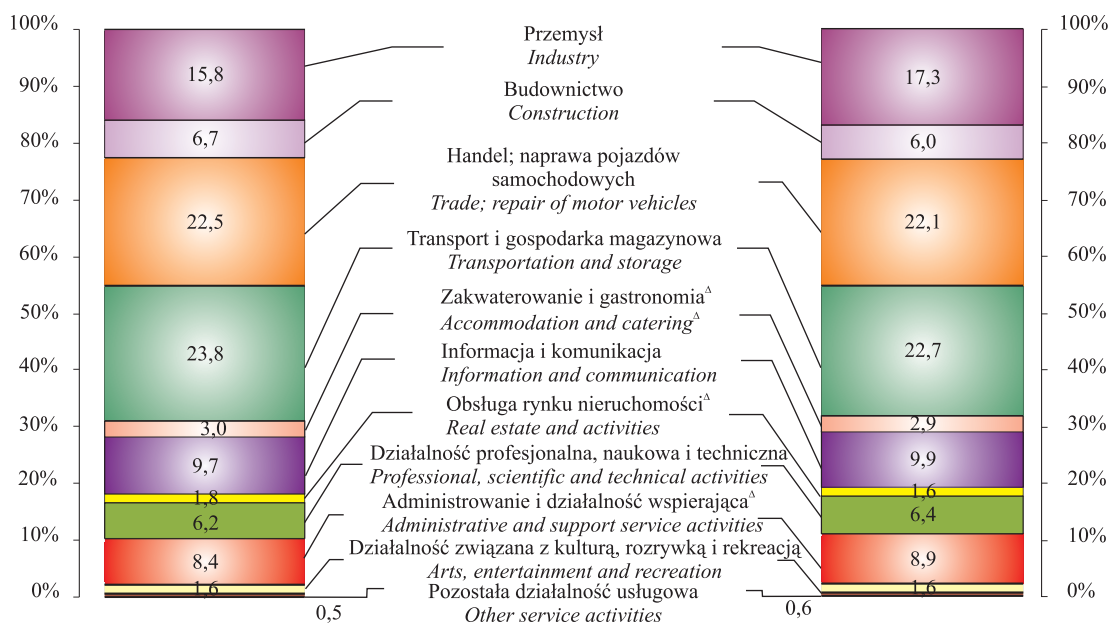 100%
90%
80%
70%
60%
50%
40%
30%
20%
10%
0%
15,8
6,7
22,5
23,8
3,0
9,7
1,8
6,2
8,4
1,6
0,5
Przemysł
Industry
Budownictwo
Construction
Handel; naprawa pojazdów
samochodowych
Trade; repair of motor vehicles
Transport i gospodarka magazynowa
Transportation and storage
Zakwaterowanie i gastronomia^Δ
Accommodation and catering^Δ
Informacja i komunikacja
Information and communication
Obsługa rynku nieruchomości^Δ
Real estate and activities
Działalność profesjonalna, naukowa i techniczna
Professional, scientific and technical activities
Administrowanie i działalność wspierająca^Δ
Administrative and support service activities
Działalność związana z kulturą, rozrywką i rekreacją
Arts, entertainment and recreation
Pozostała działalność usługowa
Other service activities
17,3
6,0
22,1
22,7
2,9
9,9
1,6
6,4
8,9
1,6
0,6
100%
90%
80%
70%
60%
50%
40%
30%
20%
10%
0%